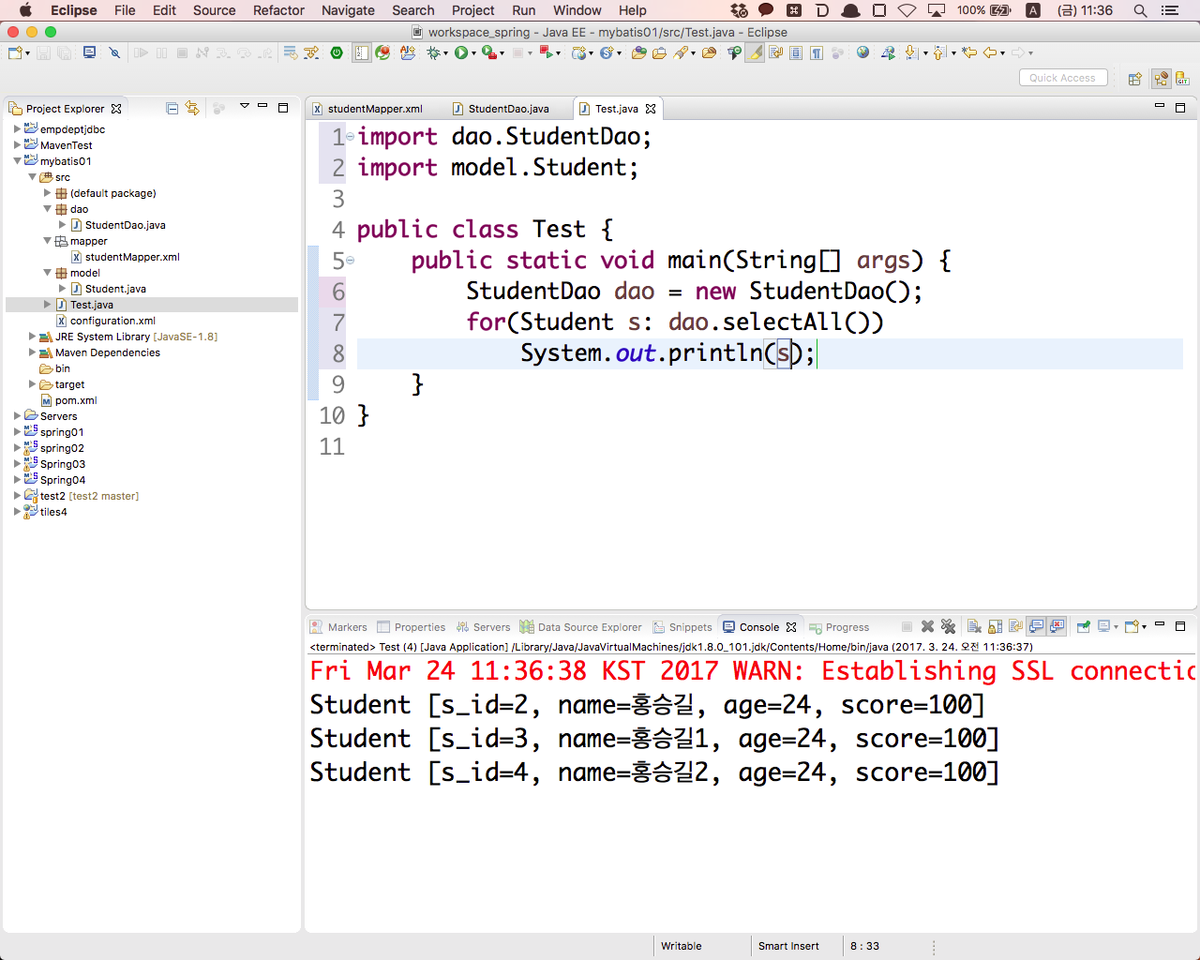 Eclipse File Edit Source Refactor Navigate Search Project Run Window Help 100% A (금) 11:36
workspace_spring - Java EE - mybatis01/src/Test.java - Eclipse
Quick Access
Project Explorer
empdeptjdbc
MavenTest
mybatis01
src
(default package)
dao
StudentDao.java
mapper
studentMapper.xml
model
Student.java
Test.java
configuration.xml
JRE System Library [JavaSE-1.8]
Maven Dependencies
bin
target
pom.xml
Servers
spring01
spring02
Spring03
Spring04
test2 [test2 master]
tiles4
studentMapper.xml StudentDao.java Test.java
1 import dao.StudentDao;
2 import model.Student;
3
4 public class Test {
5 public static void main(String[] args) {
6 StudentDao dao = new StudentDao();
7 for(Student s: dao.selectAll())
8 System.out.println(s);
9 }
10 }
11
Markers Properties Servers Data Source Explorer Snippets Console Progress
<terminated> Test (4) [Java Application] /Library/Java/JavaVirtualMachines/jdk1.8.0_101.jdk/Contents/Home/bin/java (2017. 3. 24. 오전 11:36:37)
Fri Mar 24 11:36:38 KST 2017 WARN: Establishing SSL connectic
Student [s_id=2, name=홍승길, age=24, score=100]
Student [s_id=3, name=홍승길1, age=24, score=100]
Student [s_id=4, name=홍승길2, age=24, score=100]
Writable Smart Insert 8 : 33